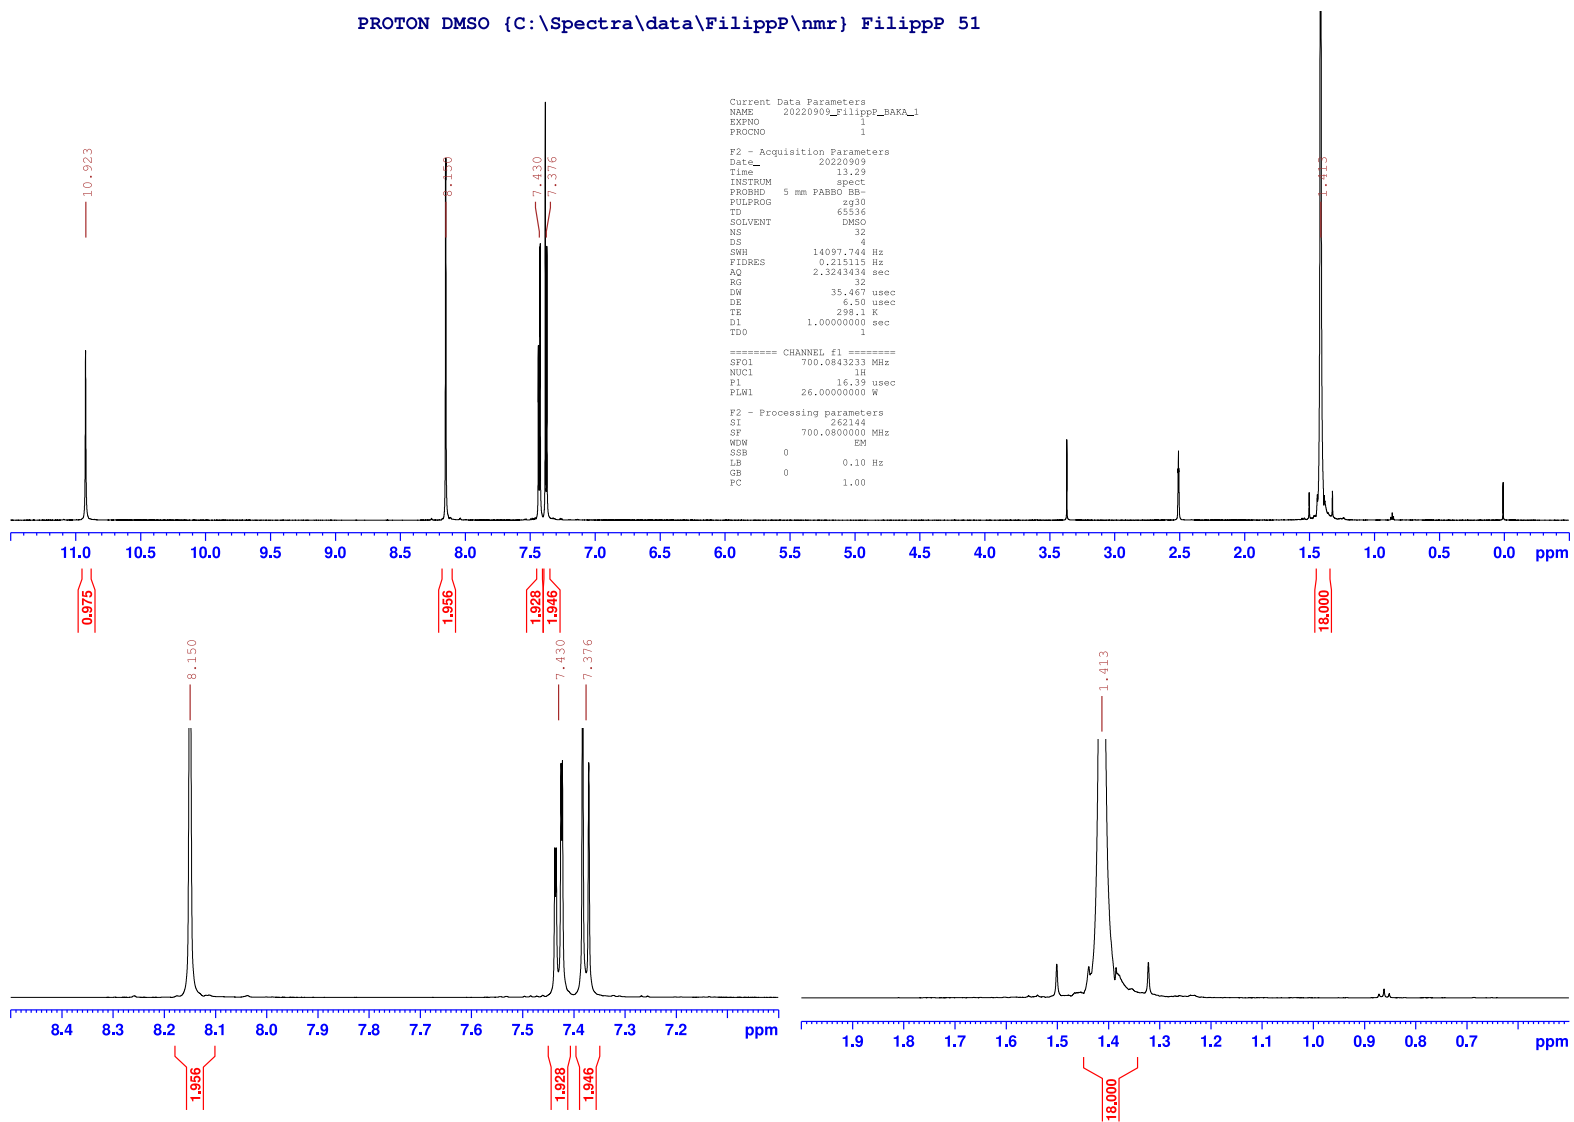 PROTON DMSO {C:\Spectra\data\FilippP\nmr} FilippP 51
Current Data Parameters
NAME 20220909_FilippP_BAKA_1
EXPNO 1
PROCNO 1
F2 - Acquisition Parameters
Date_ 20220909
Time 13.29
INSTRUM spect
PROBHD 5 mm PABBO BB-
PULPROG zg30
TD 65536
SOLVENT DMSO
NS 32
DS 4
SWH 14097.744 Hz
FIDRES 0.215115 Hz
AQ 2.3243434 sec
RG 32
DW 35.467 usec
DE 6.50 usec
TE 298.1 K
D1 1.00000000 sec
TD0 1
======== CHANNEL f1 ========
SFO1 700.0843233 MHz
NUC1 1H
P1 16.39 usec
PLW1 26.00000000 W
F2 - Processing parameters
SI 262144
SF 700.0800000 MHz
WDW EM
SSB 0
LB 0.10 Hz
GB 0
PC 1.00
10.923
8.150
7.430
7.376
1.413
11.0 10.5 10.0 9.5 9.0 8.5 8.0 7.5 7.0 6.5 6.0 5.5 5.0 4.5 4.0 3.5 3.0 2.5 2.0 1.5 1.0 0.5 0.0 ppm
0.975
1.956
1.928
1.946
18.000
8.150
7.430
7.376
8.4 8.3 8.2 8.1 8.0 7.9 7.8 7.7 7.6 7.5 7.4 7.3 7.2 ppm
1.956
1.928
1.946
1.413
1.9 1.8 1.7 1.6 1.5 1.4 1.3 1.2 1.1 1.0 0.9 0.8 0.7 ppm
18.000